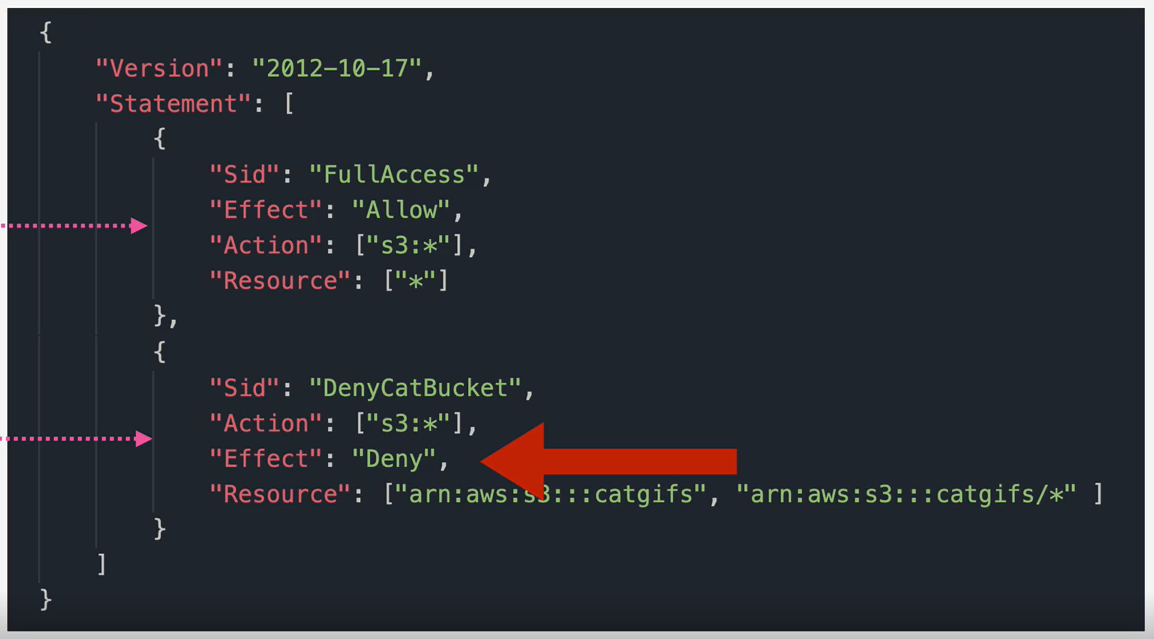 {
"Version": "2012-10-17",
"Statement": [
{
"Sid": "FullAccess",
"Effect": "Allow",
"Action": ["s3:*"],
"Resource": ["*"]
},
{
"Sid": "DenyCatBucket",
"Action": ["s3:*"],
"Effect": "Deny",
"Resource": ["arn:aws:s3:::catgifs", "arn:aws:s3:::catgifs/*" ]
}
]
}